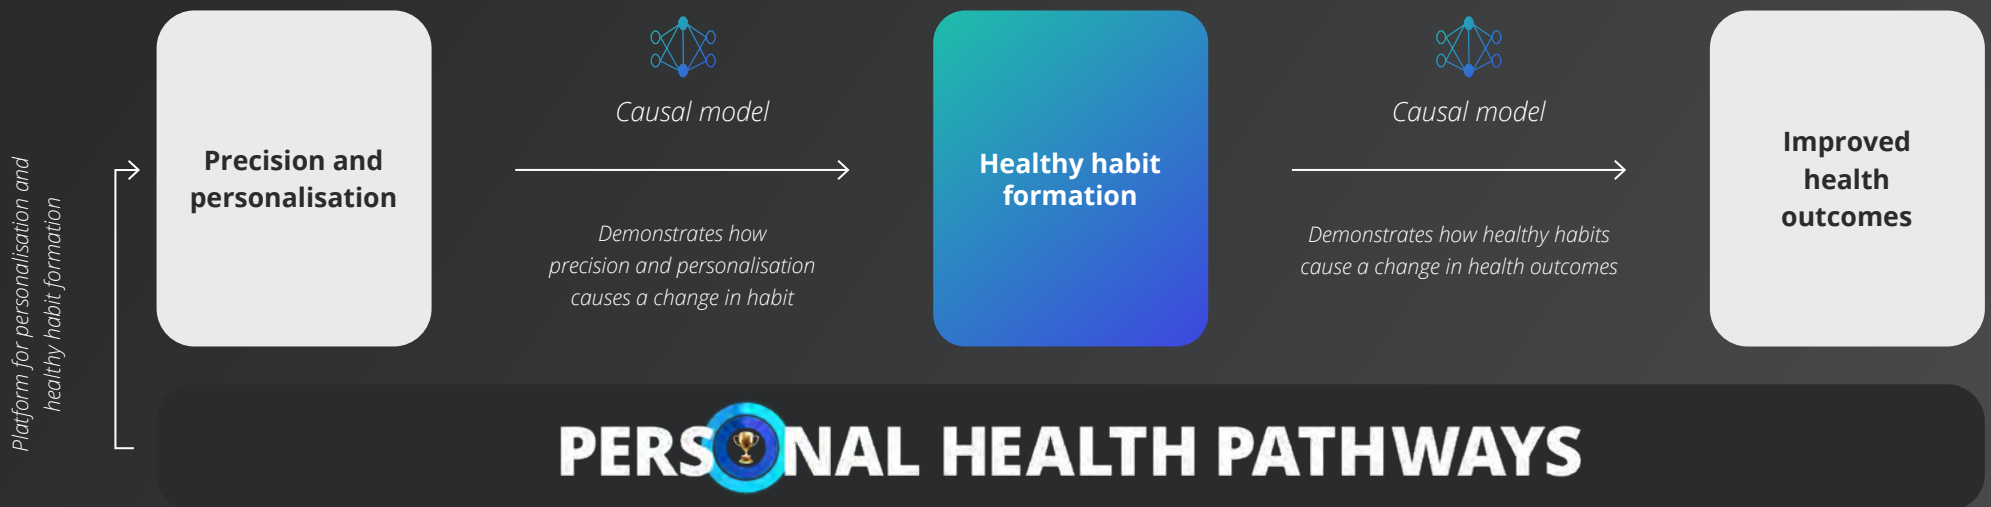 Platform for personalisation and
healthy habit formation
Precision and
personalisation
Causal model
Demonstrates how
precision and personalisation
causes a change in habit
Healthy habit
formation
Causal model
Demonstrates how healthy habits
cause a change in health outcomes
Improved
health
outcomes
PERSONAL HEALTH PATHWAYS